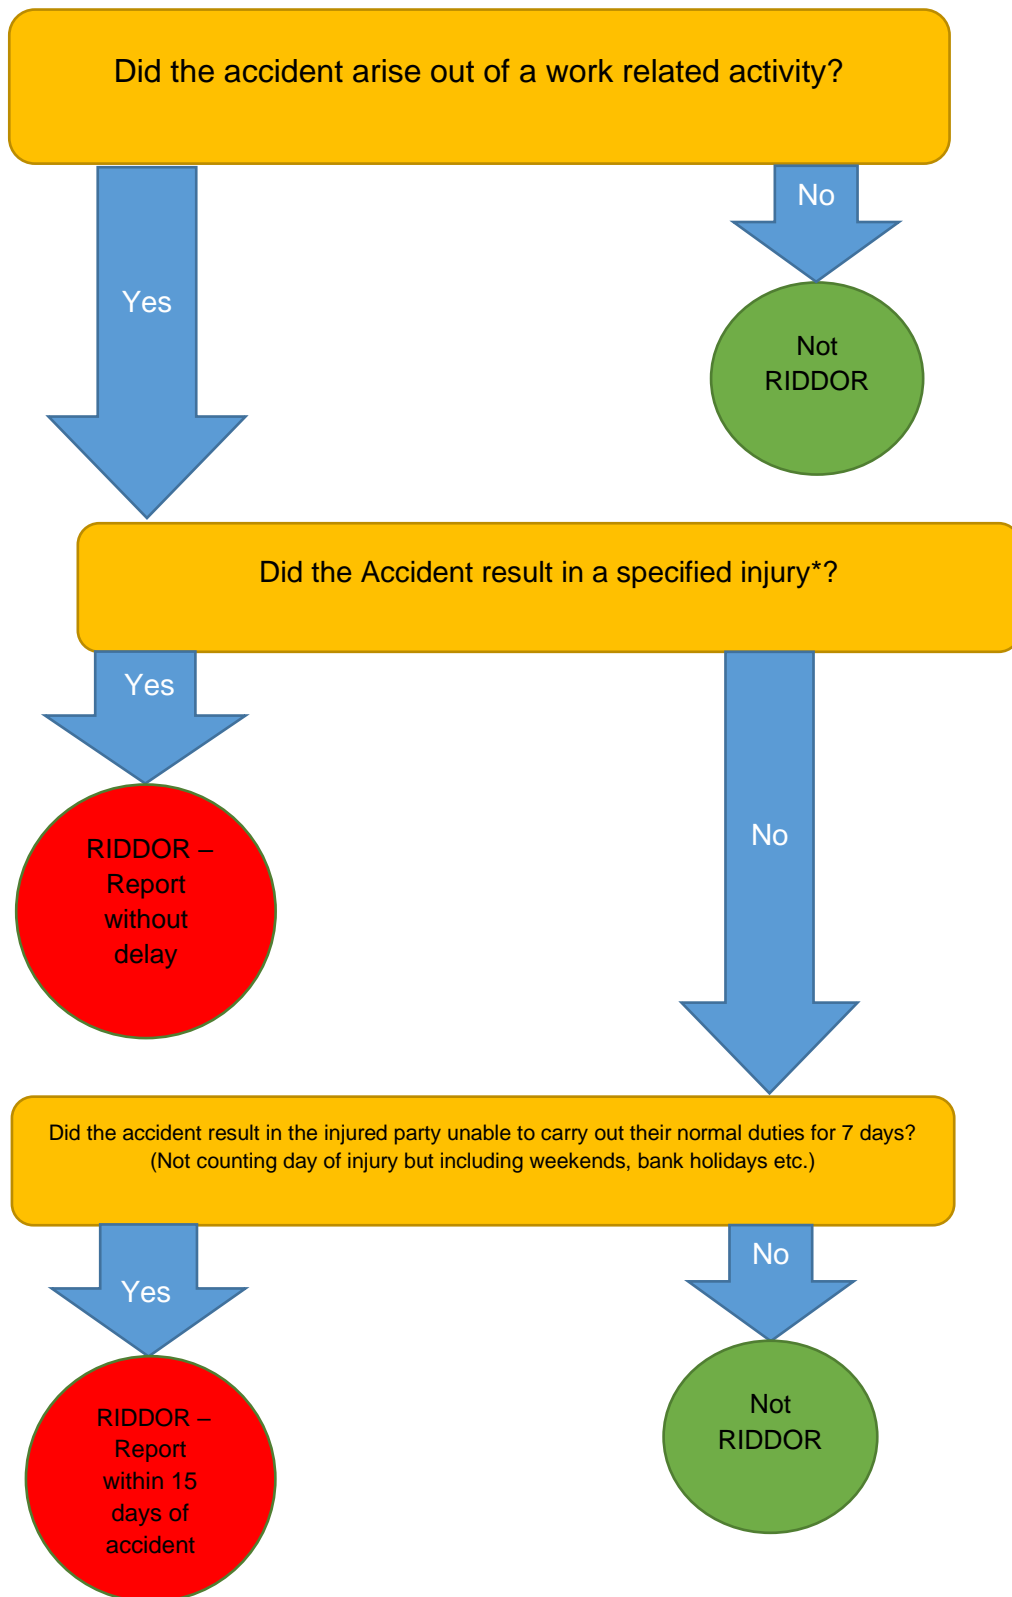 Did the accident arise out of a work related activity?
No
Yes
Not
RIDDOR
Did the Accident result in a specified injury*?
Yes
No
RIDDOR –
Report
without
delay
Did the accident result in the injured party unable to carry out their normal duties for 7 days?
(Not counting day of injury but including weekends, bank holidays etc.)
Yes
No
RIDDOR –
Report
within 15
days of
accident
Not
RIDDOR